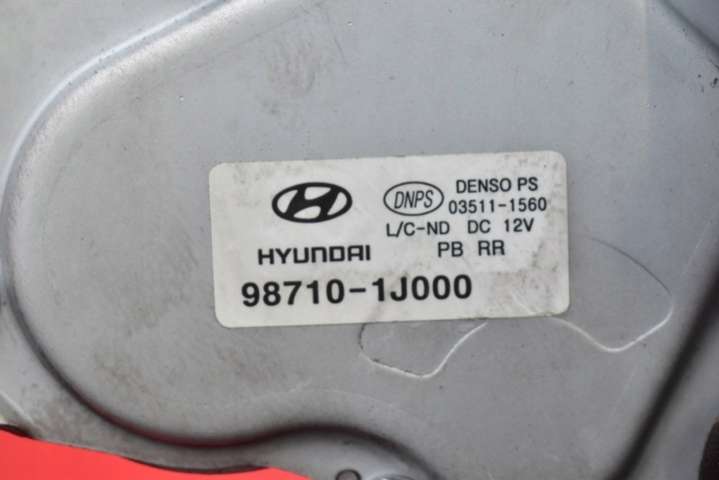 HYUNDAI
DNPS
DENSO PS
03511-1560
L/C-ND DC 12V
PB RR
98710-1J000